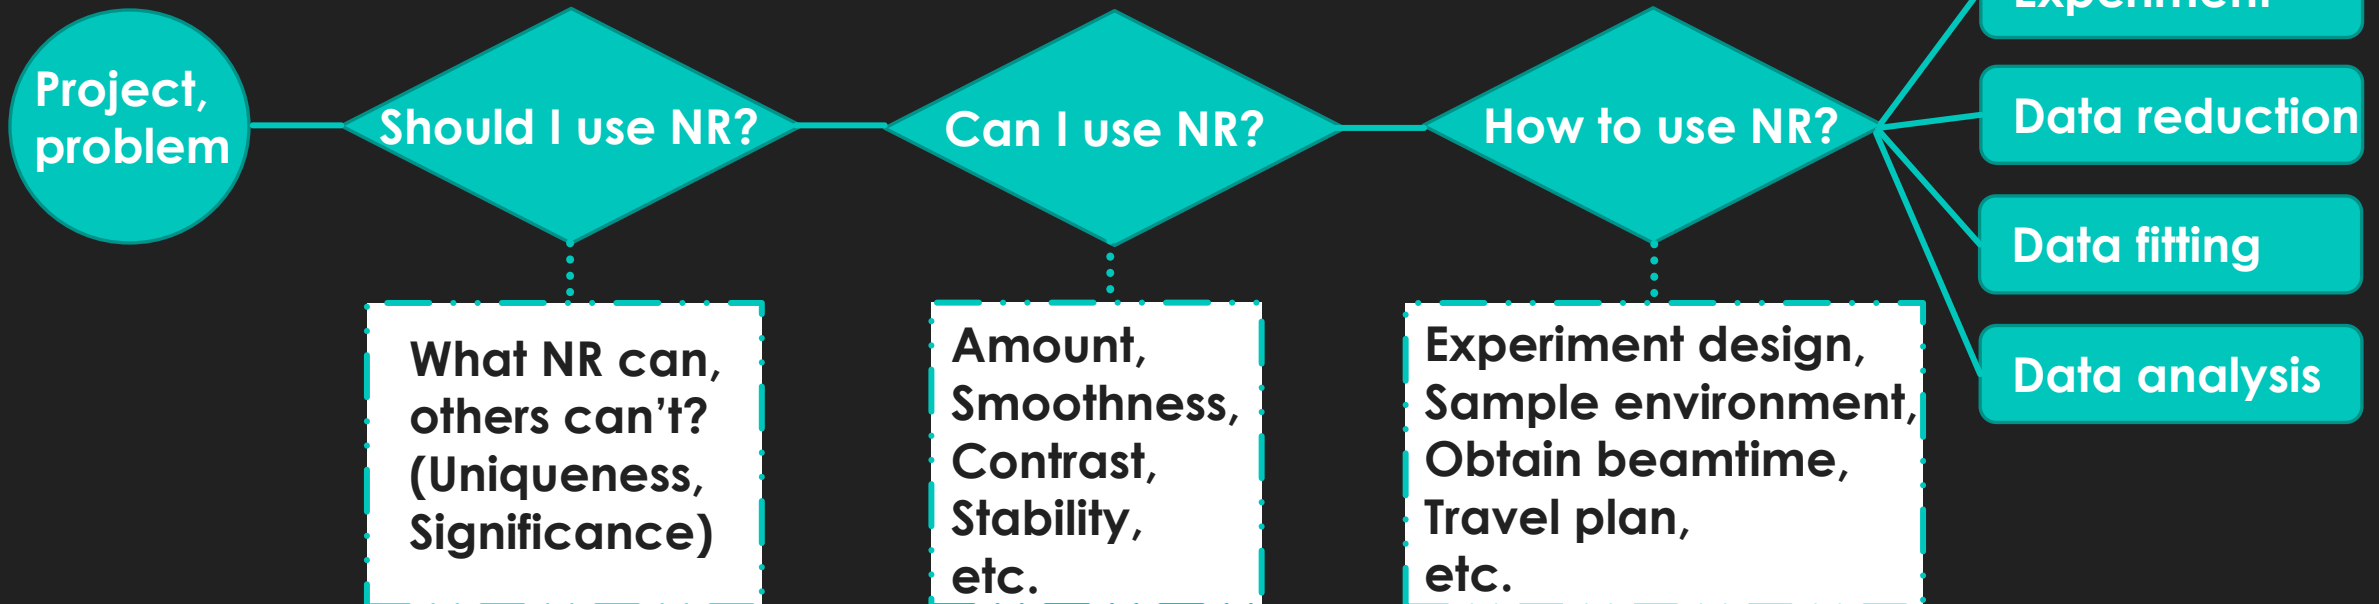 Project,
problem
Should I use NR?
Can I use NR?
How to use NR?
Experiment
Data reduction
Data fitting
Data analysis
What NR can,
others can’t?
(Uniqueness,
Significance)
Amount,
Smoothness,
Contrast,
Stability,
etc.
Experiment design,
Sample environment,
Obtain beamtime,
Travel plan,
etc.